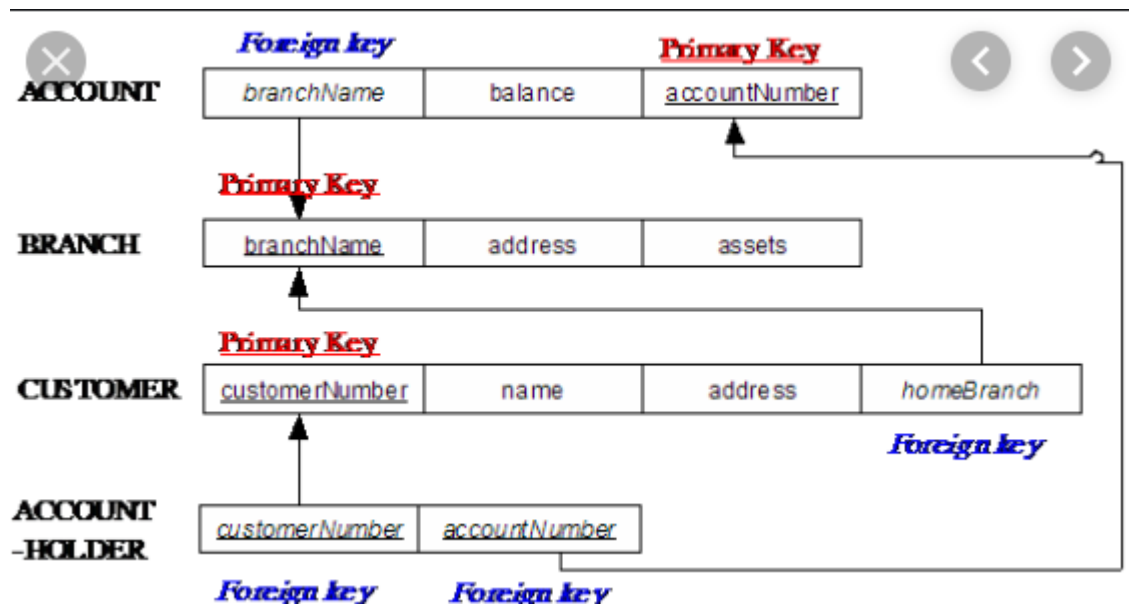 Foreign key Primary Key
ACCOUNT branchName balance accountNumber
Primary Key
BRANCH branchName address assets
Primary Key
CUSTOMER customerNumber name address homeBranch
Foreign key
ACCOUNT
-HOLDER customerNumber accountNumber
Foreign key Foreign key